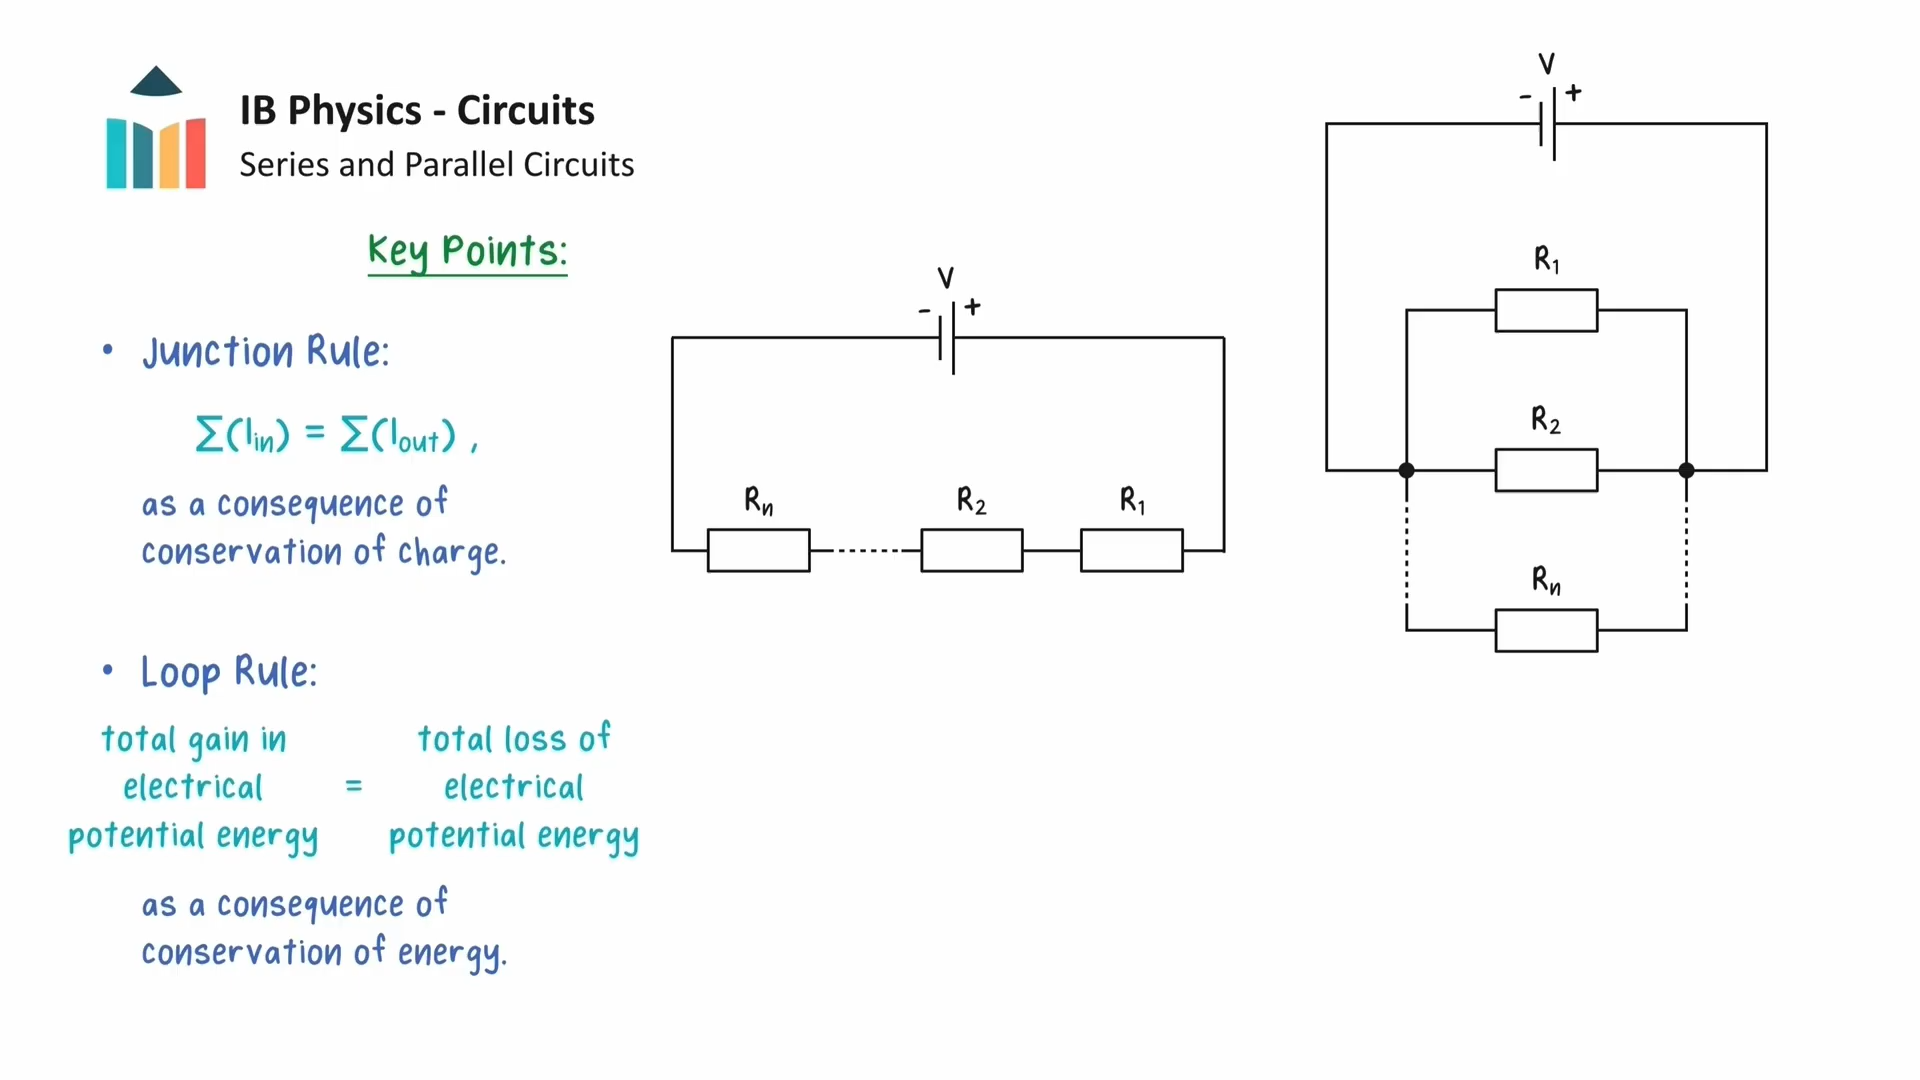 IB Physics - Circuits
Series and Parallel Circuits
Key Points:
• Junction Rule:
Σ(Iin) = Σ(Iout) ,
as a consequence of
conservation of charge.
• Loop Rule:
total gain in
electrical
potential energy
=
total loss of
electrical
potential energy
as a consequence of
conservation of energy.
V
- +
Rn R2 R1
V
- +
R1
R2
Rn